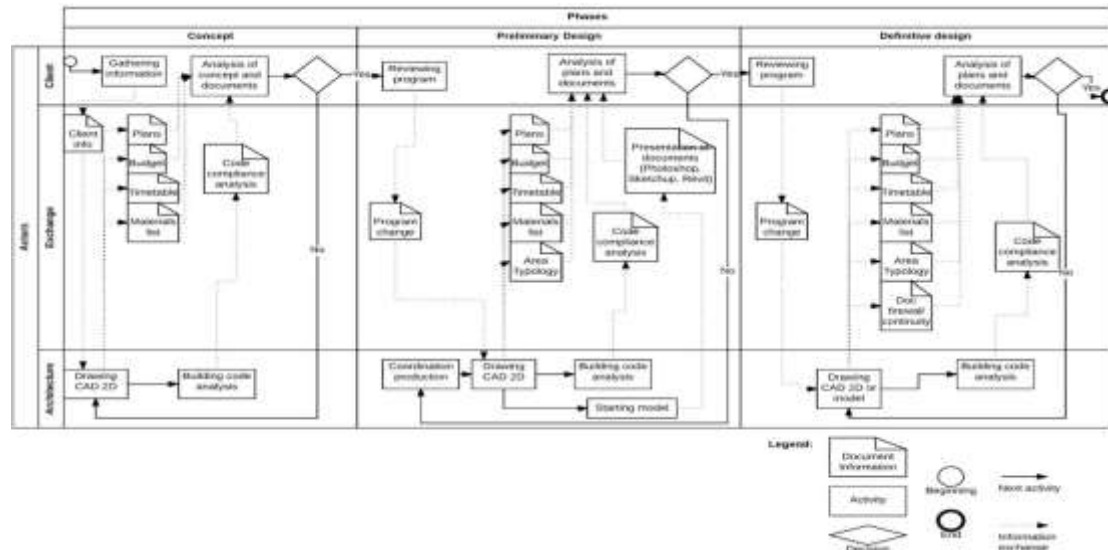 Phases
Concept
Preliminary Design
Definitive design
Actors
Client
Exchange
Architecture
Gathering
information
Analysis of
concept and
documents
Yes
Reviewing
program
Analysis of
plans and
documents
Yes
Reviewing
program
Analysis of
plans and
documents
Yes
Client
info
Plans
Budget
Timetable
Materials
list
Code
compliance
analysis
No
Program
change
Plans
Budget
Timetable
Materials
list
Area
Typology
Code
compliance
analysis
Presentation of
documents
(Photoshop,
Sketchup, Revit)
No
Program
change
Plans
Budget
Timetable
Materials
list
Area
Typology
firewall/
continuity
Code
compliance
analysis
No
Drawing
CAD 2D
Building code
analysis
Coordination
production
Drawing
CAD 2D
Building code
analysis
Starting model
Drawing
CAD 2D or
model
Building code
analysis
Legend:
Document
Information
Activity
Decision
Beginning
End
Next activity
Information
exchange